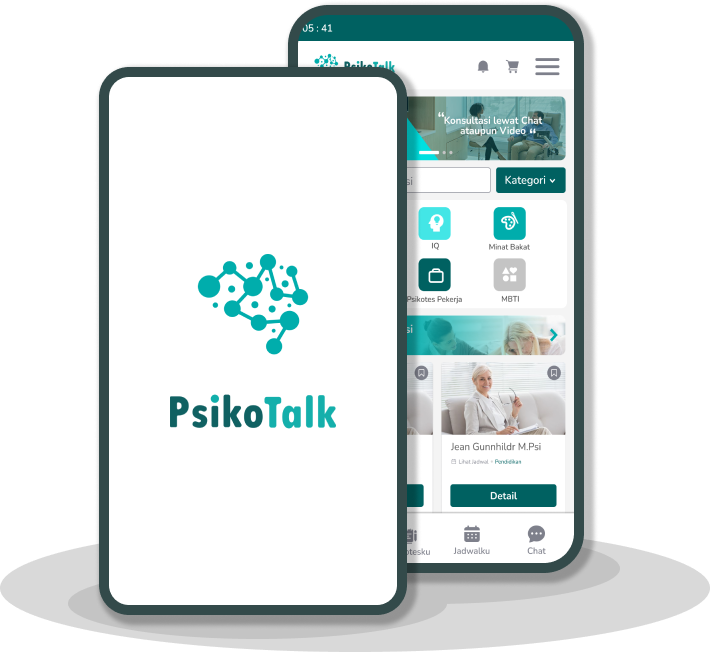 05 : 41
PsikoTalk
“Konsultasi lewat Chat
ataupun Video “
si
Kategori
IQ
Minat Bakat
Psikotes Pekerja
MBTI
si
PsikoTalk
Jean Gunnhildr M.Psi
Lihat Jadwal • Pendidikan
Detail
otesku
Jadwalku
Chat